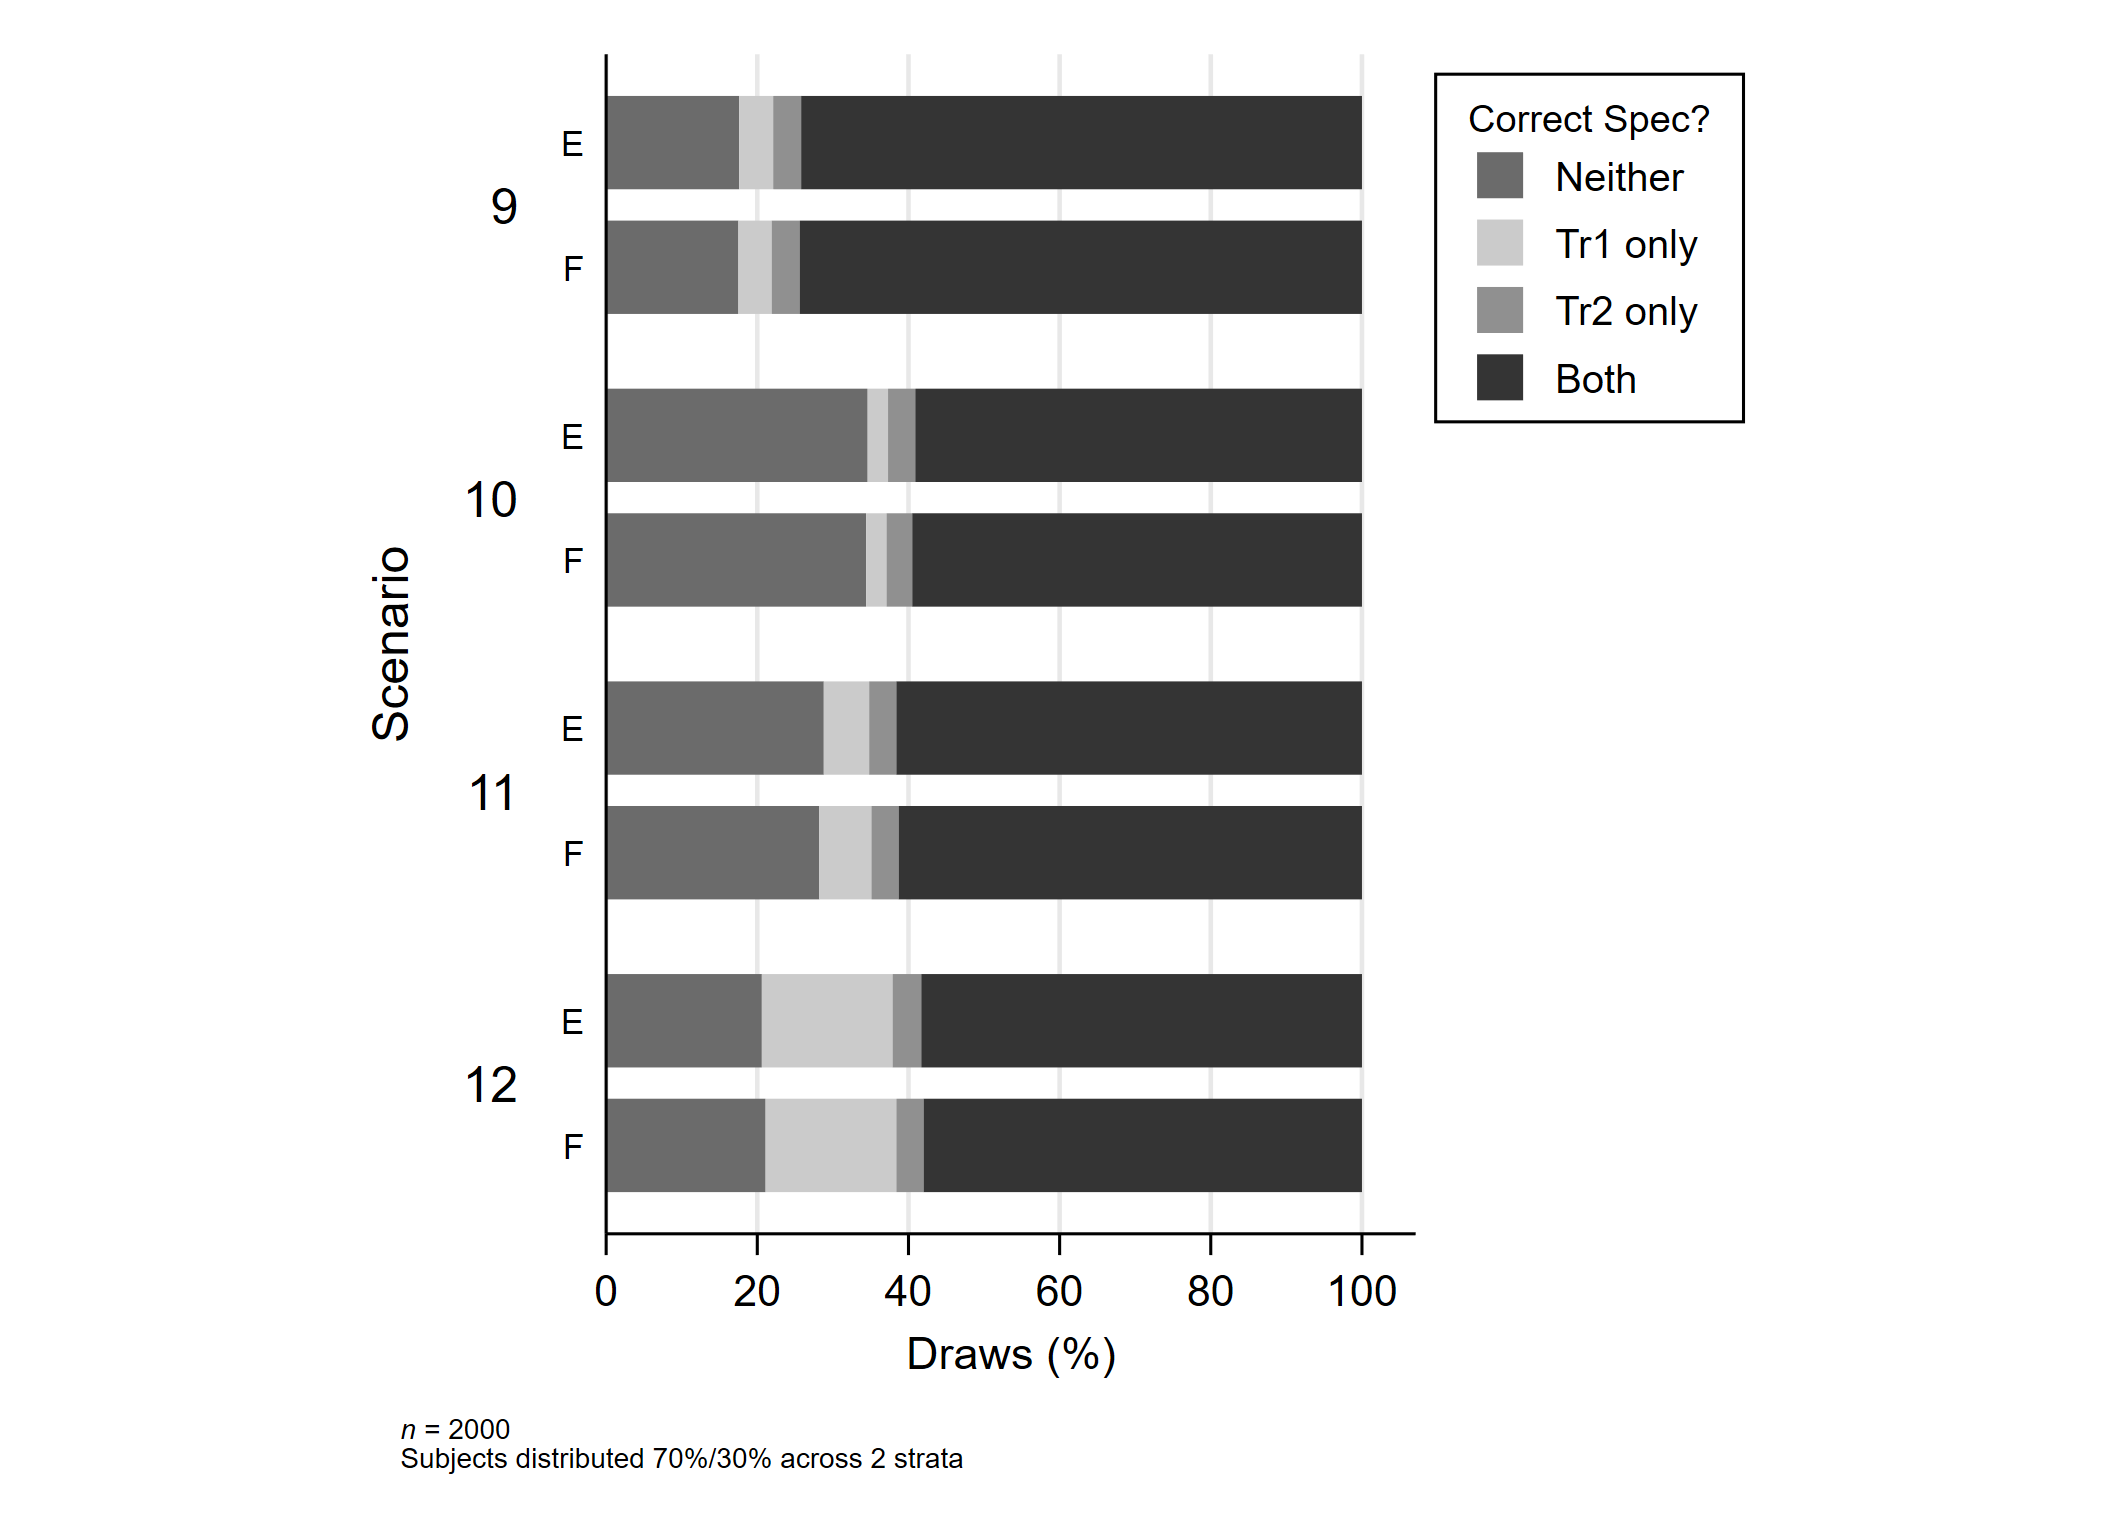 Correct Spec?
Neither
Tr1 only
Tr2 only
Both
Scenario
9
E
F
10
E
F
11
E
F
12
E
F
0 20 40 60 80 100
Draws (%)
n = 2000
Subjects distributed 70%/30% across 2 strata